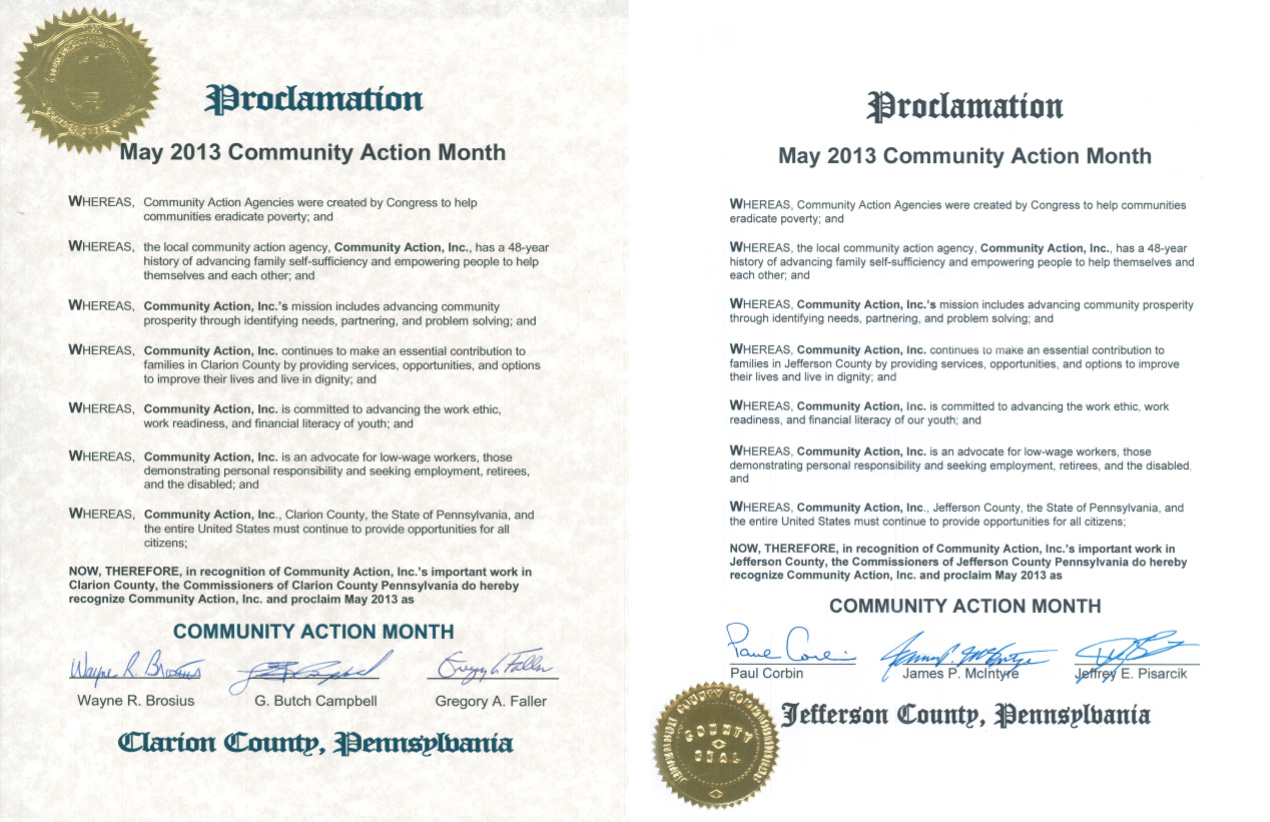 Proclamation
May 2013 Community Action Month
WHEREAS, Community Action Agencies were created by Congress to help
communities eradicate poverty; and
WHEREAS, the local community action agency, Community Action, Inc., has a 48-year
history of advancing family self-sufficiency and empowering people to help
themselves and each other; and
WHEREAS, Community Action, Inc.'s mission includes advancing community
prosperity through identifying needs, partnering, and problem solving; and
WHEREAS, Community Action, Inc. continues to make an essential contribution to
families in Clarion County by providing services, opportunities, and options
to improve their lives and live in dignity; and
WHEREAS, Community Action, Inc. is committed to advancing the work ethic,
work readiness, and financial literacy of youth; and
WHEREAS, Community Action, Inc. is an advocate for low-wage workers, those
demonstrating personal responsibility and seeking employment, retirees,
and the disabled; and
WHEREAS, Community Action, Inc., Clarion County, the State of Pennsylvania, and
the entire United States must continue to provide opportunities for all
citizens;
NOW, THEREFORE, in recognition of Community Action, Inc.'s important work in
Clarion County, the Commissioners of Clarion County Pennsylvania do hereby
recognize Community Action, Inc. and proclaim May 2013 as
COMMUNITY ACTION MONTH
Wayne R. Brosius
Wayne R. Brosius G. Butch Campbell Gregory A. Faller
Clarion County, Pennsylvania
Proclamation
May 2013 Community Action Month
WHEREAS, Community Action Agencies were created by Congress to help communities
eradicate poverty; and
WHEREAS, the local community action agency, Community Action, Inc., has a 48-year
history of advancing family self-sufficiency and empowering people to help themselves and
each other; and
WHEREAS, Community Action, Inc.'s mission includes advancing community prosperity
through identifying needs, partnering, and problem solving; and
WHEREAS, Community Action, Inc. continues to make an essential contribution to
families in Jefferson County by providing services, opportunities, and options to improve
their lives and live in dignity; and
WHEREAS, Community Action, Inc. is committed to advancing the work ethic, work
readiness, and financial literacy of our youth; and
WHEREAS, Community Action, Inc. is an advocate for low-wage workers, those
demonstrating personal responsibility and seeking employment, retirees, and the disabled,
and
WHEREAS, Community Action, Inc., Jefferson County, the State of Pennsylvania, and
the entire United States must continue to provide opportunities for all citizens;
NOW, THEREFORE, in recognition of Community Action, Inc.'s important work in
Jefferson County, the Commissioners of Jefferson County Pennsylvania do hereby
recognize Community Action, Inc. and proclaim May 2013 as
COMMUNITY ACTION MONTH
Paul Corbin
Paul Corbin James P. McIntyre Jeffrey E. Pisarcik
Jefferson County, Pennsylvania
JEFFERSON COUNTY COMMISSIONERS
COUNTY
SEAL